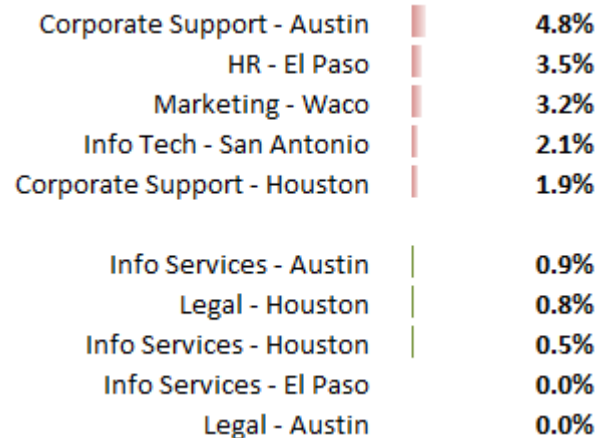 Corporate Support - Austin 4.8%
HR - El Paso 3.5%
Marketing - Waco 3.2%
Info Tech - San Antonio 2.1%
Corporate Support - Houston 1.9%
Info Services - Austin 0.9%
Legal - Houston 0.8%
Info Services - Houston 0.5%
Info Services - El Paso 0.0%
Legal - Austin 0.0%